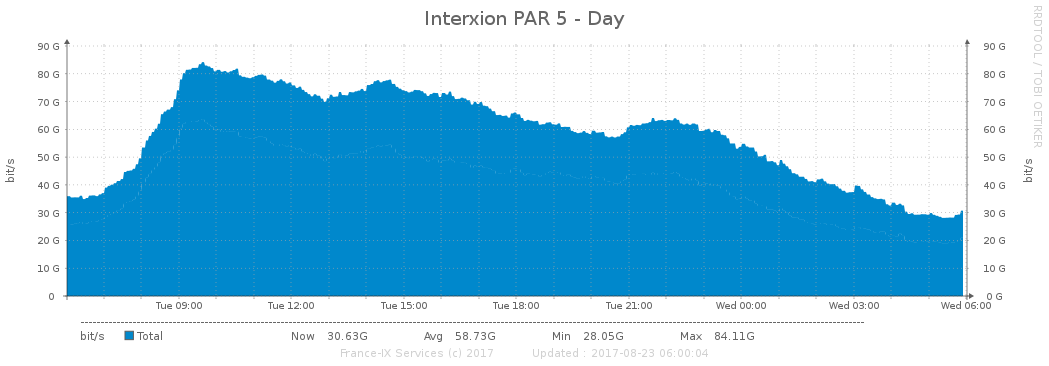 Interxion PAR 5 - Day
RRDTOOL / TOBI OETIKER
90 G 90 G
80 G 80 G
70 G 70 G
60 G 60 G
50 G 50 G
40 G 40 G
30 G 30 G
20 G 20 G
10 G 10 G
0 0 G
bit/s
bit/s
Tue 09:00 Tue 12:00 Tue 15:00 Tue 18:00 Tue 21:00 Wed 00:00 Wed 03:00 Wed 06:00
bit/s Total Now 30.63G Avg 58.73G Min 28.05G Max 84.11G
France-IX Services (c) 2017 Updated : 2017-08-23 06:00:04